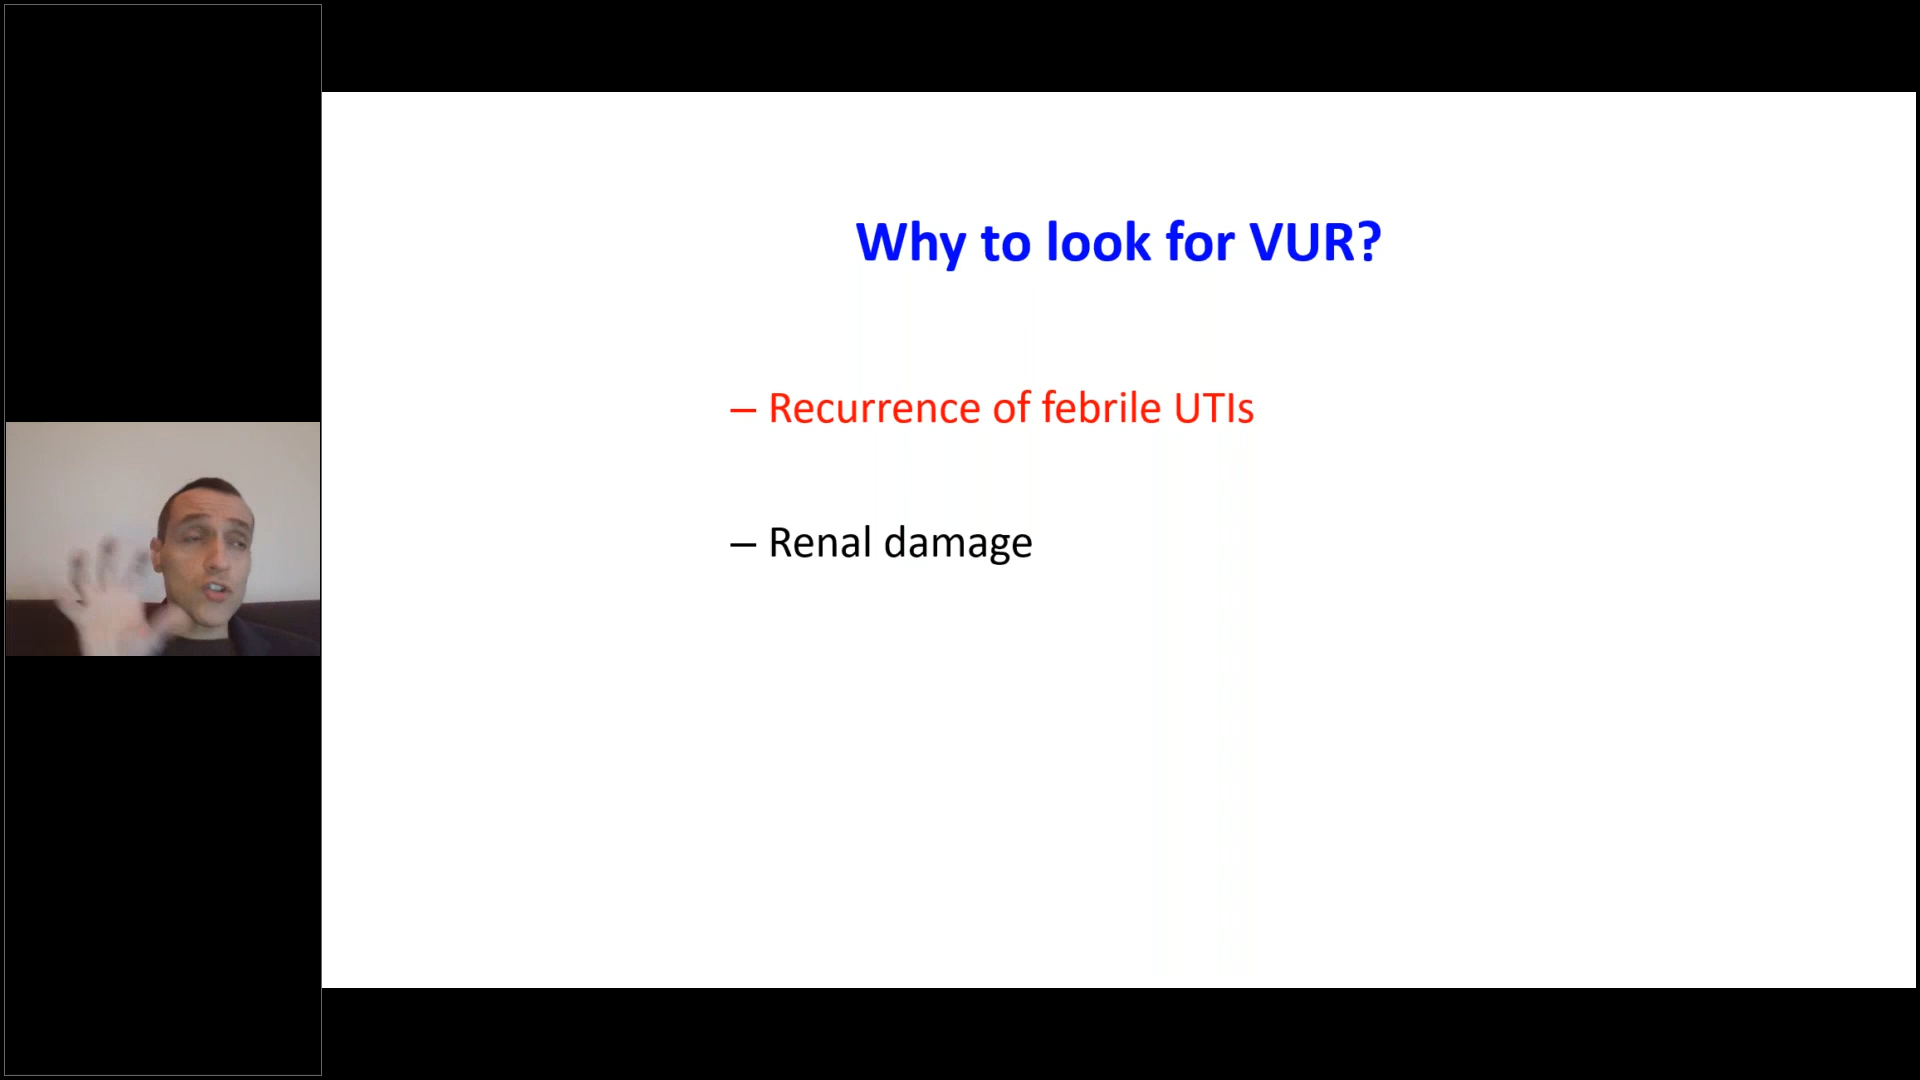 Why to look for VUR?
– Recurrence of febrile UTIs
– Renal damage